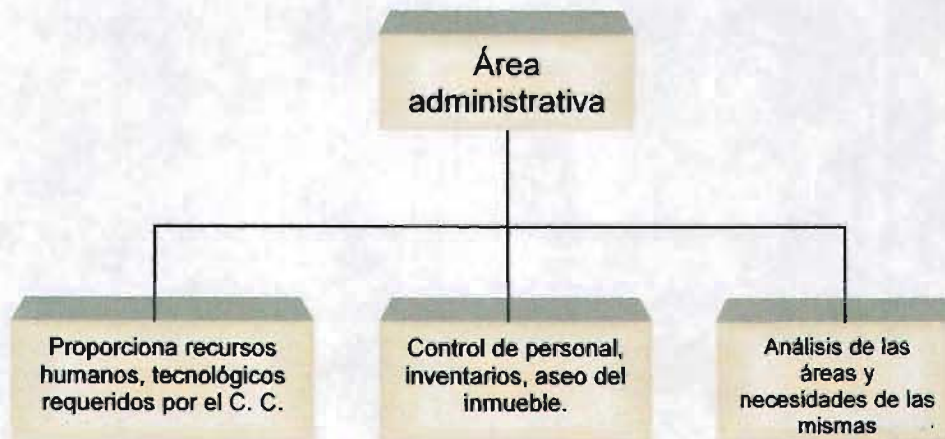 Área
administrativa
Proporciona recursos
humanos, tecnológicos
requeridos por el C. C.
Control de personal,
inventarios, aseo del
inmueble.
Análisis de las
áreas y
necesidades de las
mismas